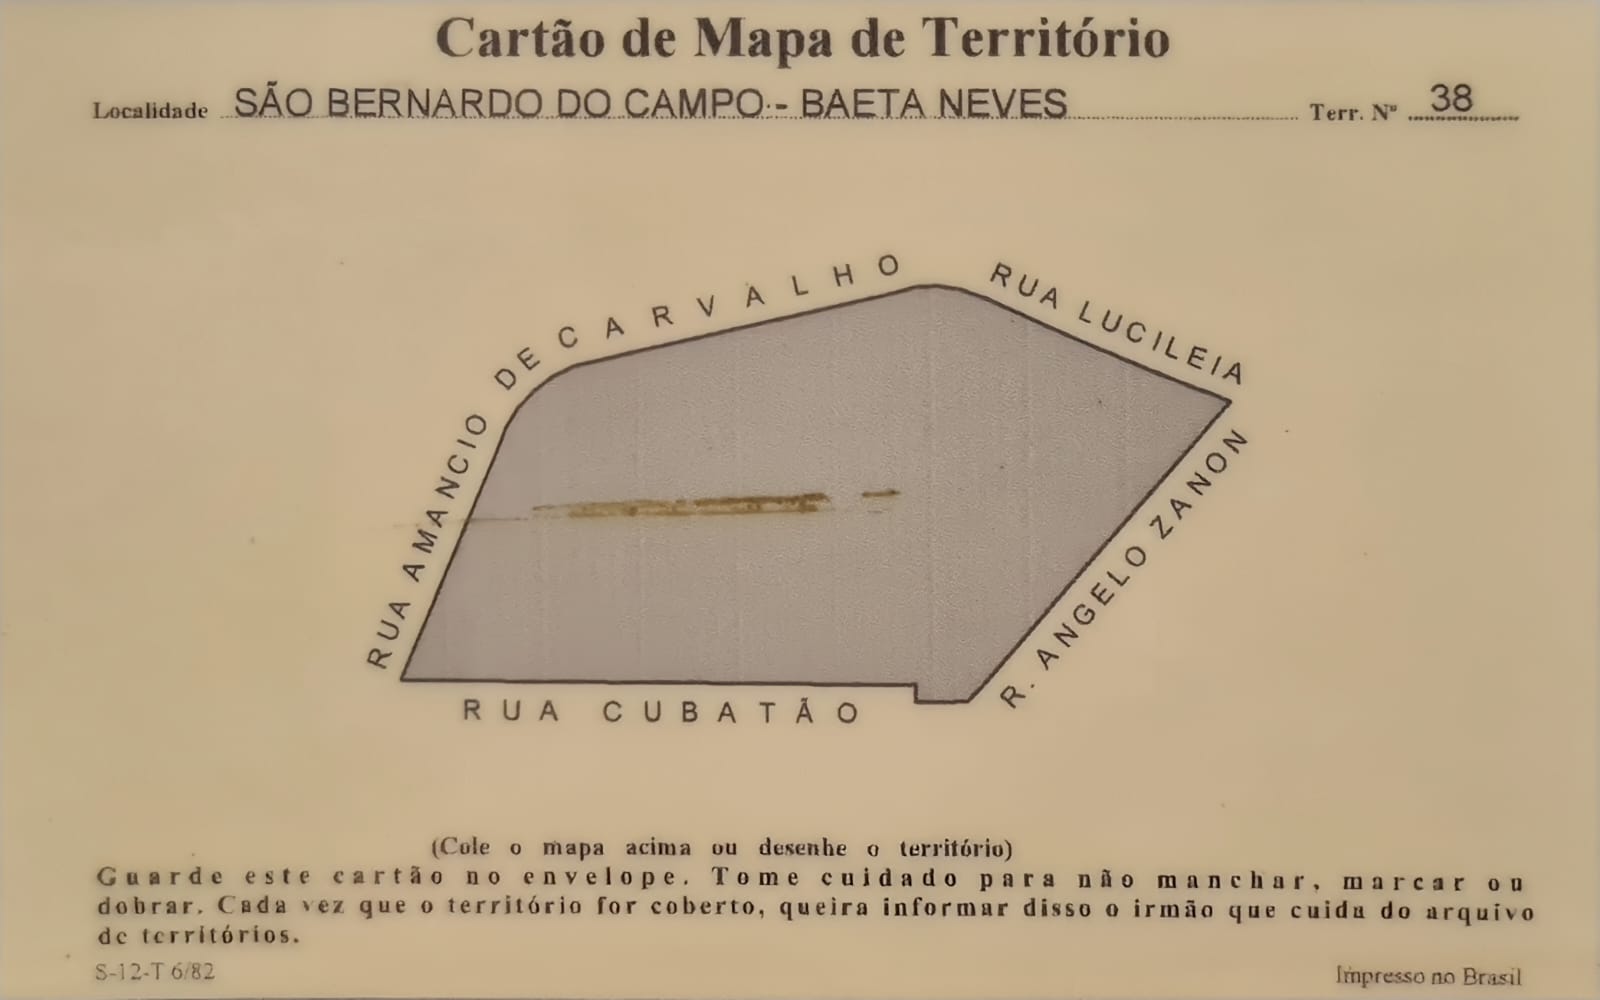 Cartão de Mapa de Território
Localidade SÃO BERNARDO DO CAMPO - BAETA NEVES Terr. Nº 38
RUA AMANCIO DE CARVALHO
RUA LUCILEIA
R. ANGELO ZANON
RUA CUBATÃO
(Cole o mapa acima ou desenhe o território)
Guarde este cartão no envelope. Tome cuidado para não manchar, marcar ou
dobrar. Cada vez que o território for coberto, queira informar disso o irmão que cuida do arquivo
de territórios.
S-12-T 6/82 Impresso no Brasil